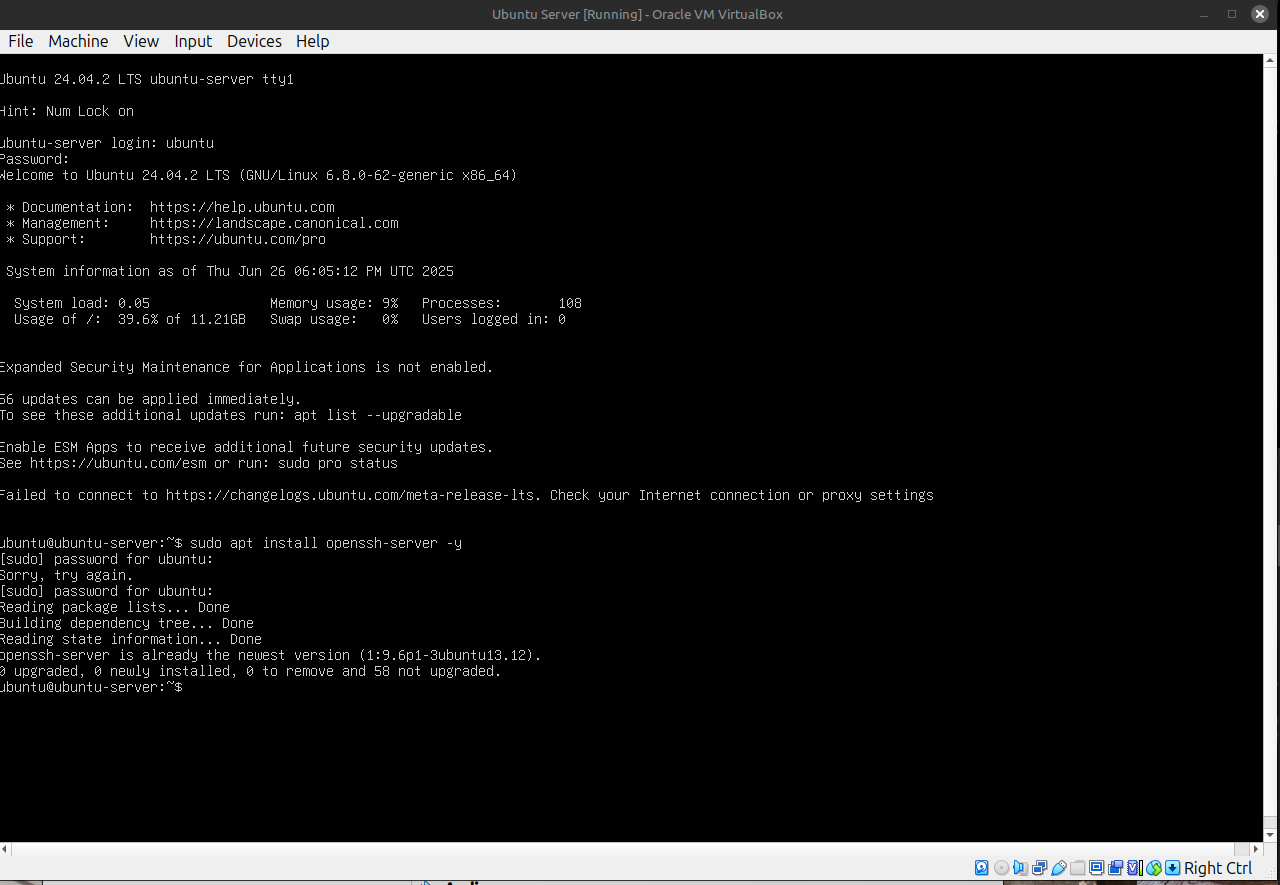 Ubuntu Server [Running] - Oracle VM VirtualBox
File Machine View Input Devices Help
Ubuntu 24.04.2 LTS ubuntu-server tty1
Hint: Num Lock on
ubuntu-server login: ubuntu
Password:
Welcome to Ubuntu 24.04.2 LTS (GNU/Linux 6.8.0-62-generic x86_64)
* Documentation: https://help.ubuntu.com
* Management: https://landscape.canonical.com
* Support: https://ubuntu.com/pro
System information as of Thu Jun 26 06:05:12 PM UTC 2025
System load: 0.05 Memory usage: 9% Processes: 108
Usage of /: 39.6% of 11.21GB Swap usage: 0% Users logged in: 0
Expanded Security Maintenance for Applications is not enabled.
56 updates can be applied immediately.
To see these additional updates run: apt list --upgradable
Enable ESM Apps to receive additional future security updates.
See https://ubuntu.com/esm or run: sudo pro status
Failed to connect to https://changelogs.ubuntu.com/meta-release-lts. Check your Internet connection or proxy settings
ubuntu@ubuntu-server:~$ sudo apt install openssh-server -y
[sudo] password for ubuntu:
Sorry, try again.
[sudo] password for ubuntu:
Reading package lists... Done
Building dependency tree... Done
Reading state information... Done
openssh-server is already the newest version (1:9.6p1-3ubuntu13.12).
0 upgraded, 0 newly installed, 0 to remove and 58 not upgraded.
ubuntu@ubuntu-server:~$
Right Ctrl